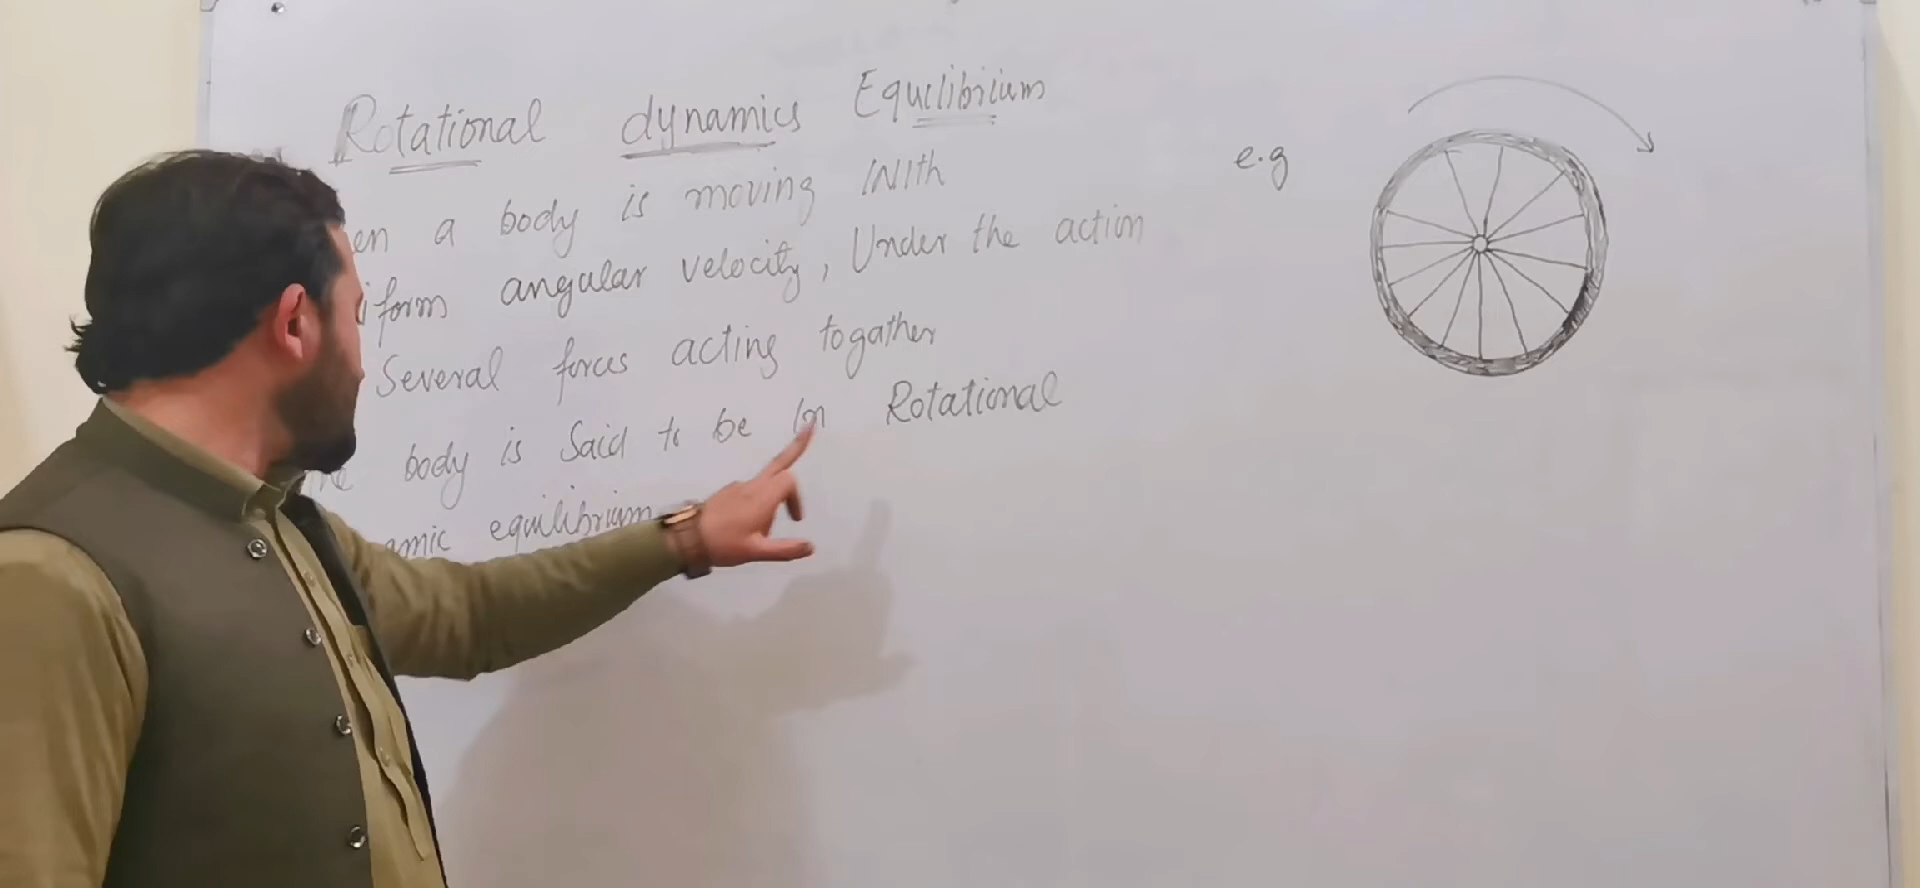 Rotational dynamics Equilibrium
en a body is moving With
iform angular velocity, Under the action
Several forces acting togather
he body is Said to be in Rotational
amic equilibrium
e.g